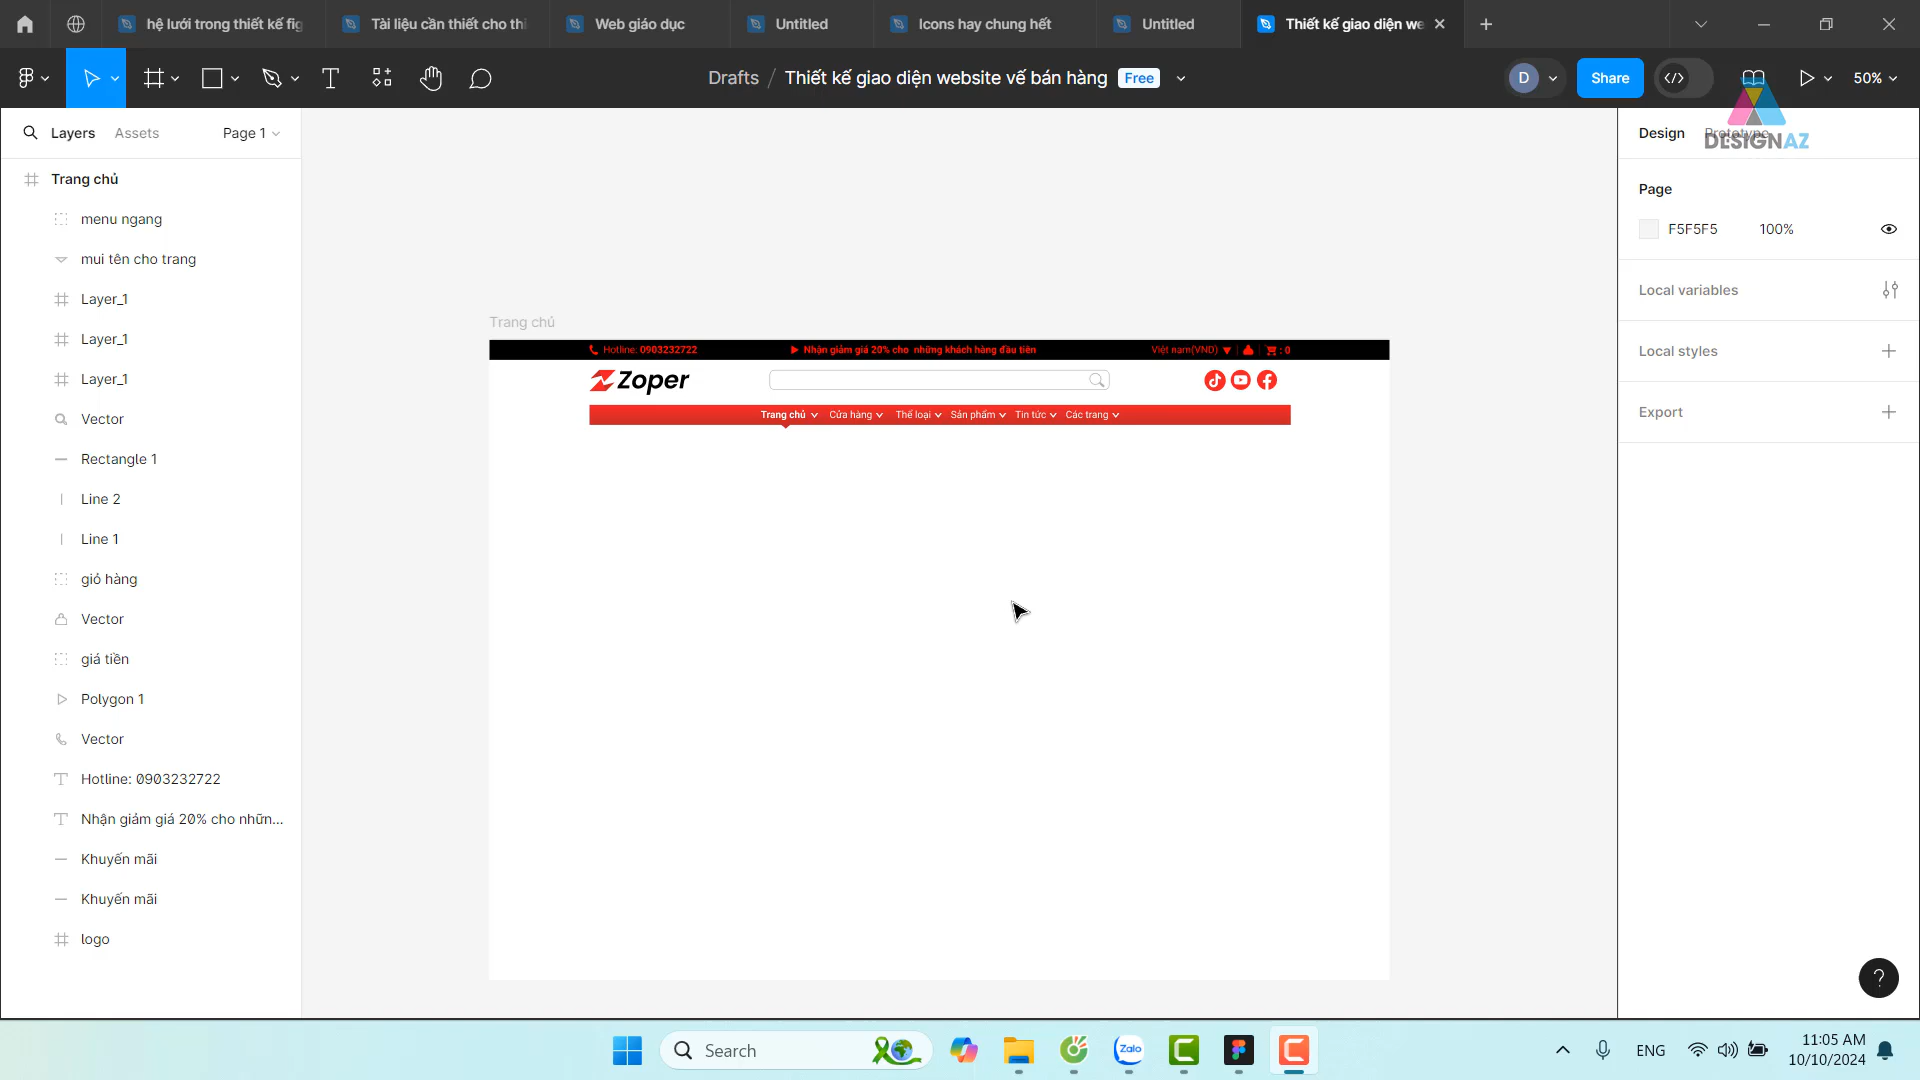 hệ lưới trong thiết kế fig
Tài liệu cần thiết cho thi
Web giáo dục
Untitled
Icons hay chung hết
Untitled
Thiết kế giao diện we
Drafts / Thiết kế giao diện website về bán hàng Free
D
Share
50%
Layers
Assets
Page 1
Design
Prototype
DESIGNAZ
Trang chủ
menu ngang
mui tên cho trang
Layer_1
Layer_1
Layer_1
Vector
Rectangle 1
Line 2
Line 1
giỏ hàng
Vector
giá tiền
Polygon 1
Vector
Hotline: 0903232722
Nhận giảm giá 20% cho nhữn...
Khuyến mãi
Khuyến mãi
logo
Trang chủ
Hotline: 0903232722
Nhận giảm giá 20% cho những khách hàng đầu tiên
Việt nam(VND)
: 0
Zoper
Trang chủ
Cửa hàng
Thể loại
Sản phẩm
Tin tức
Các trang
Page
F5F5F5
100%
Local variables
Local styles
Export
?
Search
Zalo
ENG
11:05 AM
10/10/2024